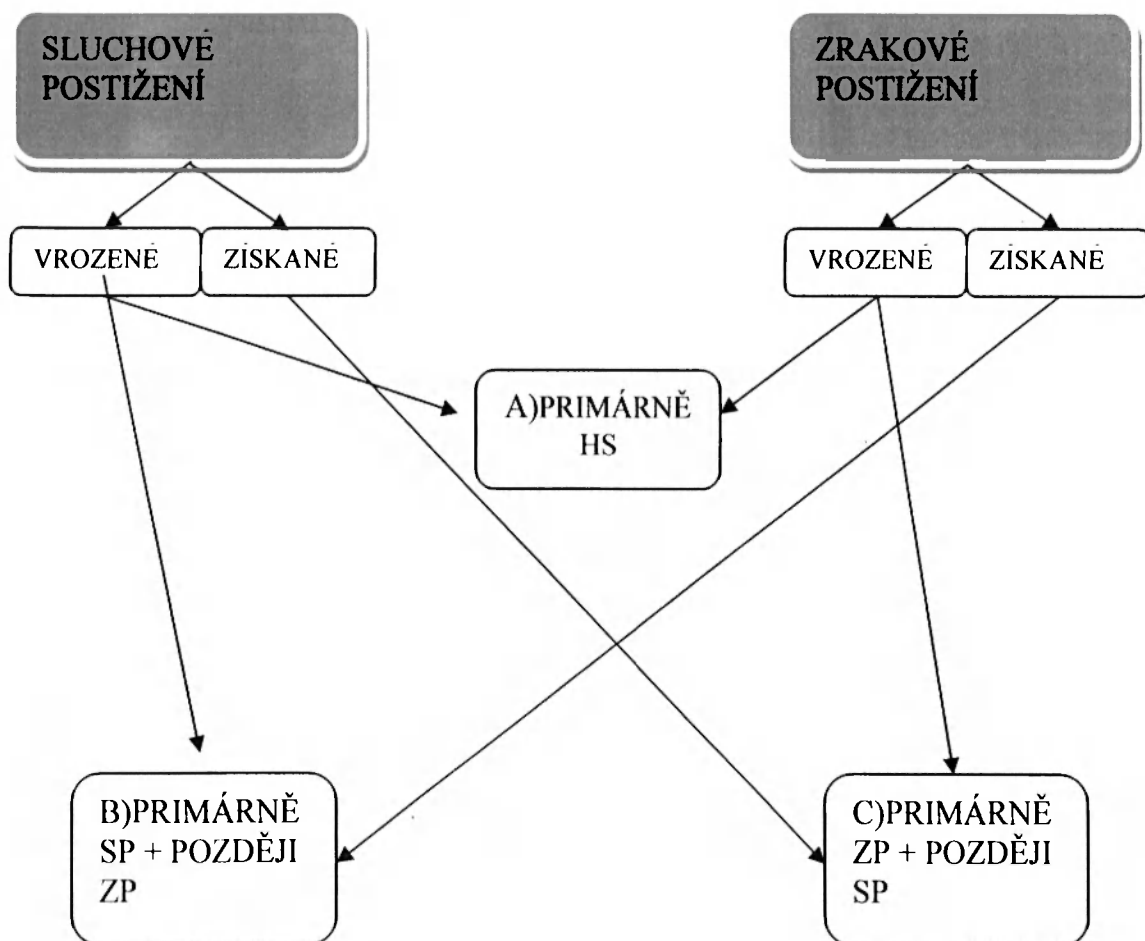 SLUCHOVÉ
POSTIŽENÍ
ZRAKOVÉ
POSTIŽENÍ
VROZENÉ
ZÍSKANÉ
VROZENÉ
ZÍSKANÉ
A)PRIMÁRNĚ
HS
B)PRIMÁRNĚ
SP + POZDĚJI
ZP
C)PRIMÁRNĚ
ZP + POZDĚJI
SP